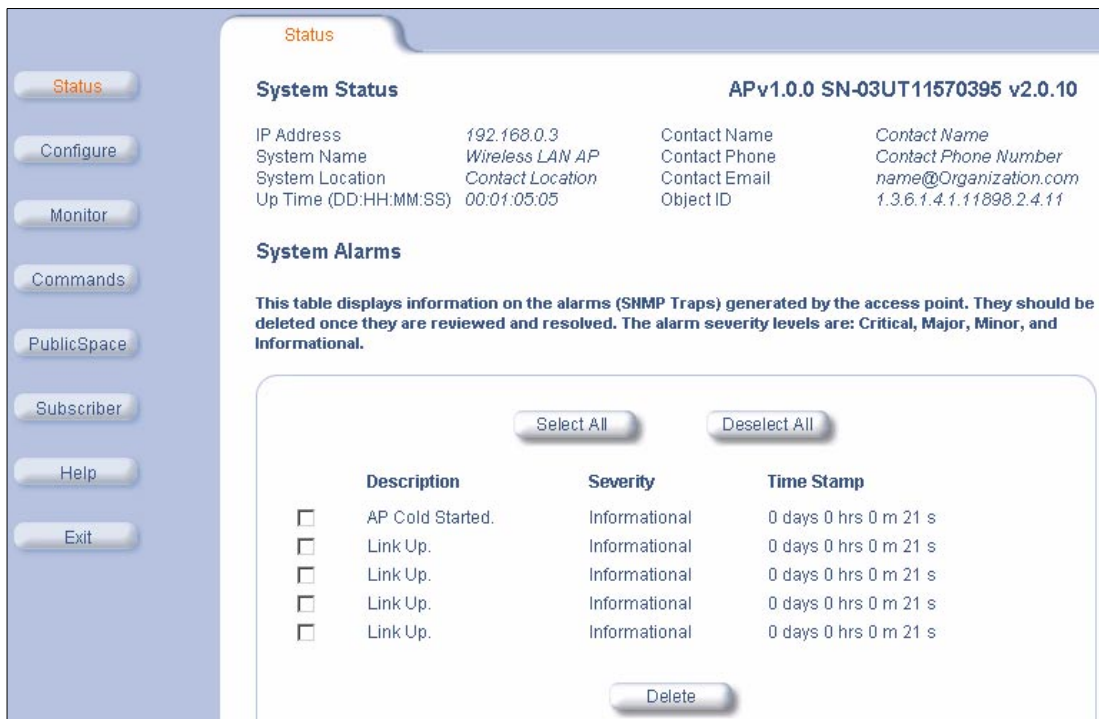 Status
Status
Configure
Monitor
Commands
PublicSpace
Subscriber
Help
Exit
System Status
APv1.0.0 SN-03UT11570395 v2.0.10
IP Address 192.168.0.3 Contact Name Contact Name
System Name Wireless LAN AP Contact Phone Contact Phone Number
System Location Contact Location Contact Email name@Organization.com
Up Time (DD:HH:MM:SS) 00:01:05:05 Object ID 1.3.6.1.4.1.11898.2.4.11
System Alarms
This table displays information on the alarms (SNMP Traps) generated by the access point. They should be
deleted once they are reviewed and resolved. The alarm severity levels are: Critical, Major, Minor, and
Informational.
Select All Deselect All
Description Severity Time Stamp
AP Cold Started. Informational 0 days 0 hrs 0 m 21 s
Link Up. Informational 0 days 0 hrs 0 m 21 s
Link Up. Informational 0 days 0 hrs 0 m 21 s
Link Up. Informational 0 days 0 hrs 0 m 21 s
Link Up. Informational 0 days 0 hrs 0 m 21 s
Delete